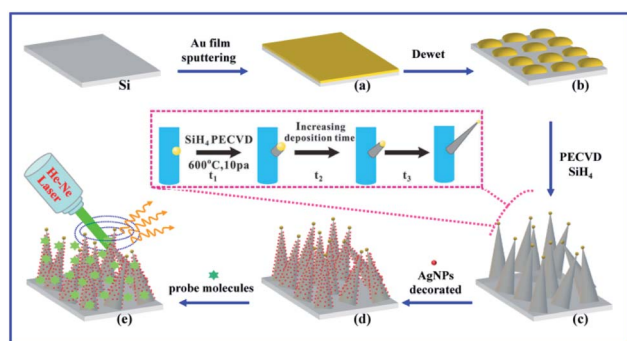 Au film
sputtering
Dewet
Si
(a)
(b)
SiH₄ PECVD
600°C,10pa
t₁
Increasing
deposition time
t₂
t₃
PECVD
SiH₄
He-Ne
Laser
probe molecules
AgNPs
decorated
(e)
(d)
(c)